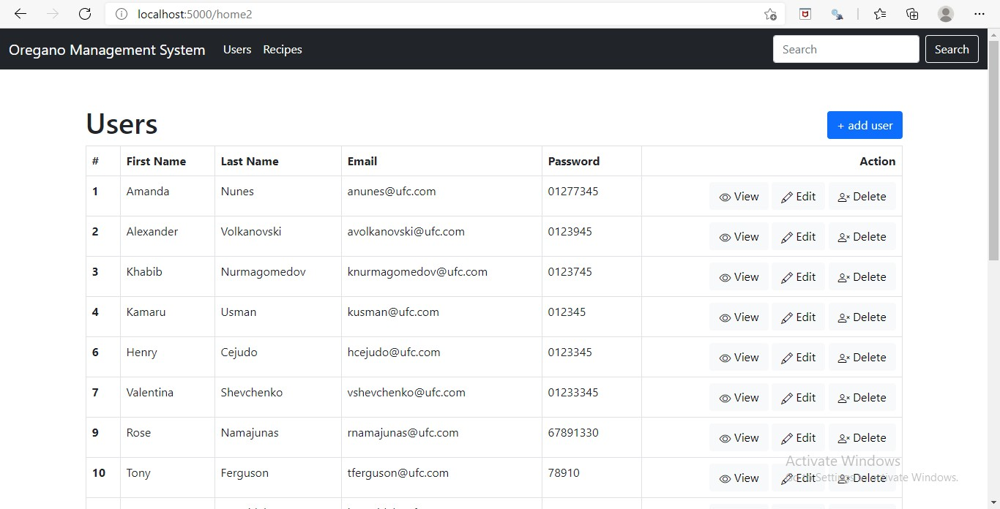 localhost:5000/home2
Oregano Management System Users Recipes Search Search
Users + add user
# First Name Last Name Email Password Action
1 Amanda Nunes anunes@ufc.com 01277345 View Edit Delete
2 Alexander Volkanovski avolkanovski@ufc.com 0123945 View Edit Delete
3 Khabib Nurmagomedov knurmagomedov@ufc.com 0123745 View Edit Delete
4 Kamaru Usman kusman@ufc.com 012345 View Edit Delete
6 Henry Cejudo hcejudo@ufc.com 0123345 View Edit Delete
7 Valentina Shevchenko vshevchenko@ufc.com 01233345 View Edit Delete
9 Rose Namajunas rnamajunas@ufc.com 67891330 View Edit Delete
Activate Windows
10 Tony Ferguson tferguson@ufc.com 78910 View Edit Delete
Settings Windows.